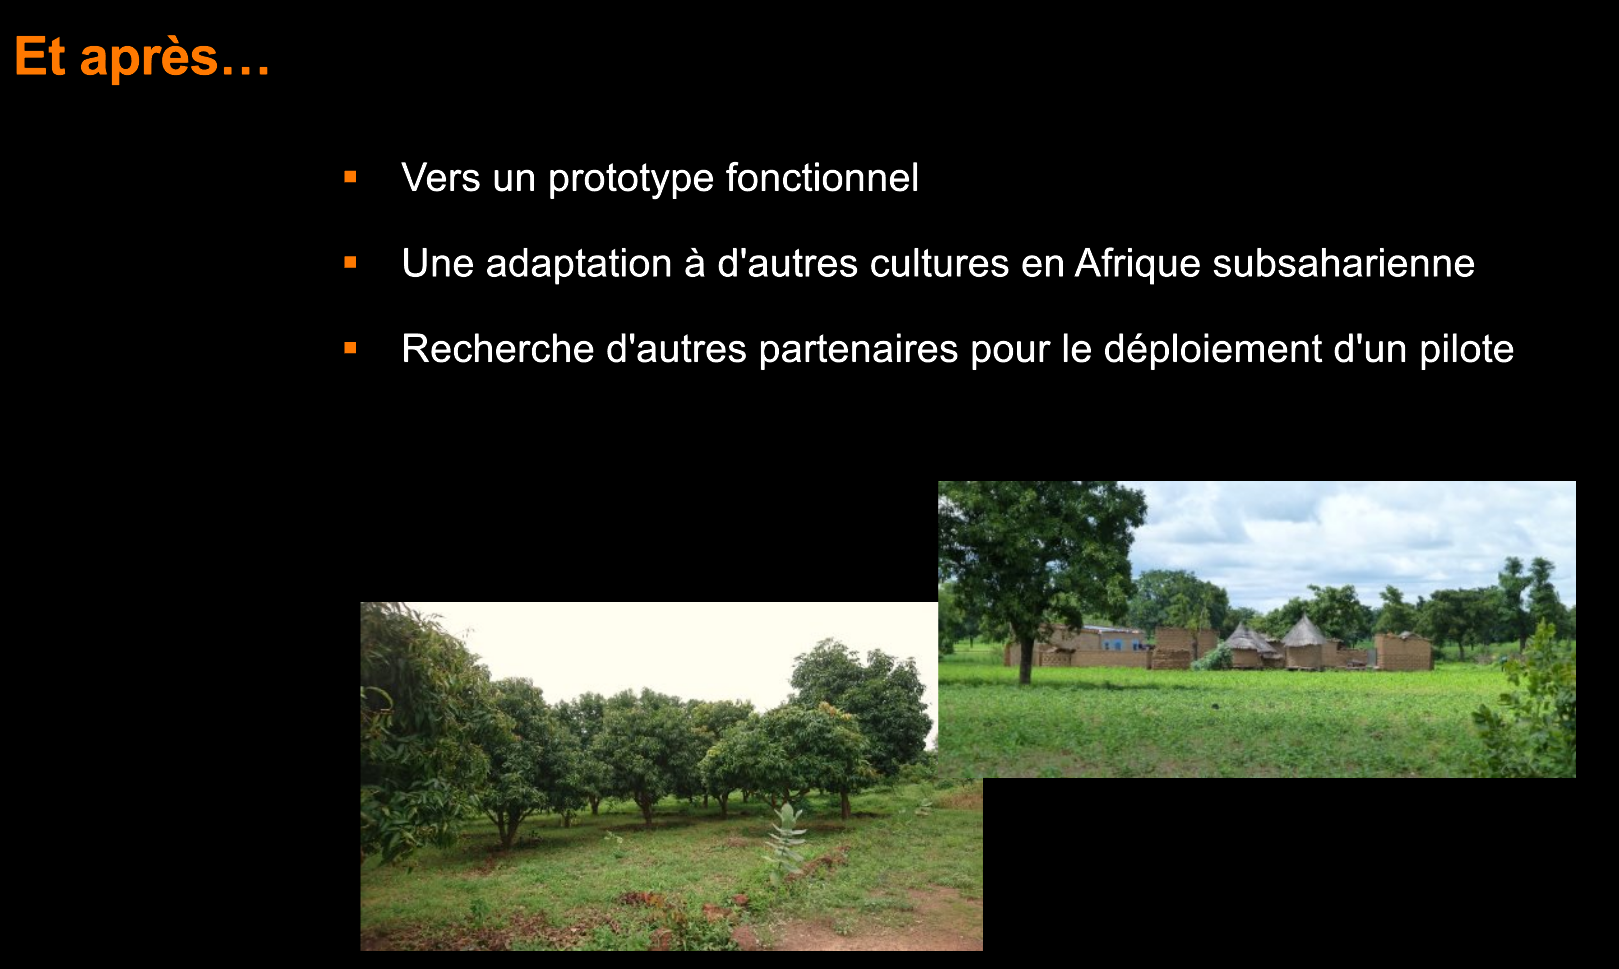 Et après…
▪ Vers un prototype fonctionnel
▪ Une adaptation à d'autres cultures en Afrique subsaharienne
▪ Recherche d'autres partenaires pour le déploiement d'un pilote